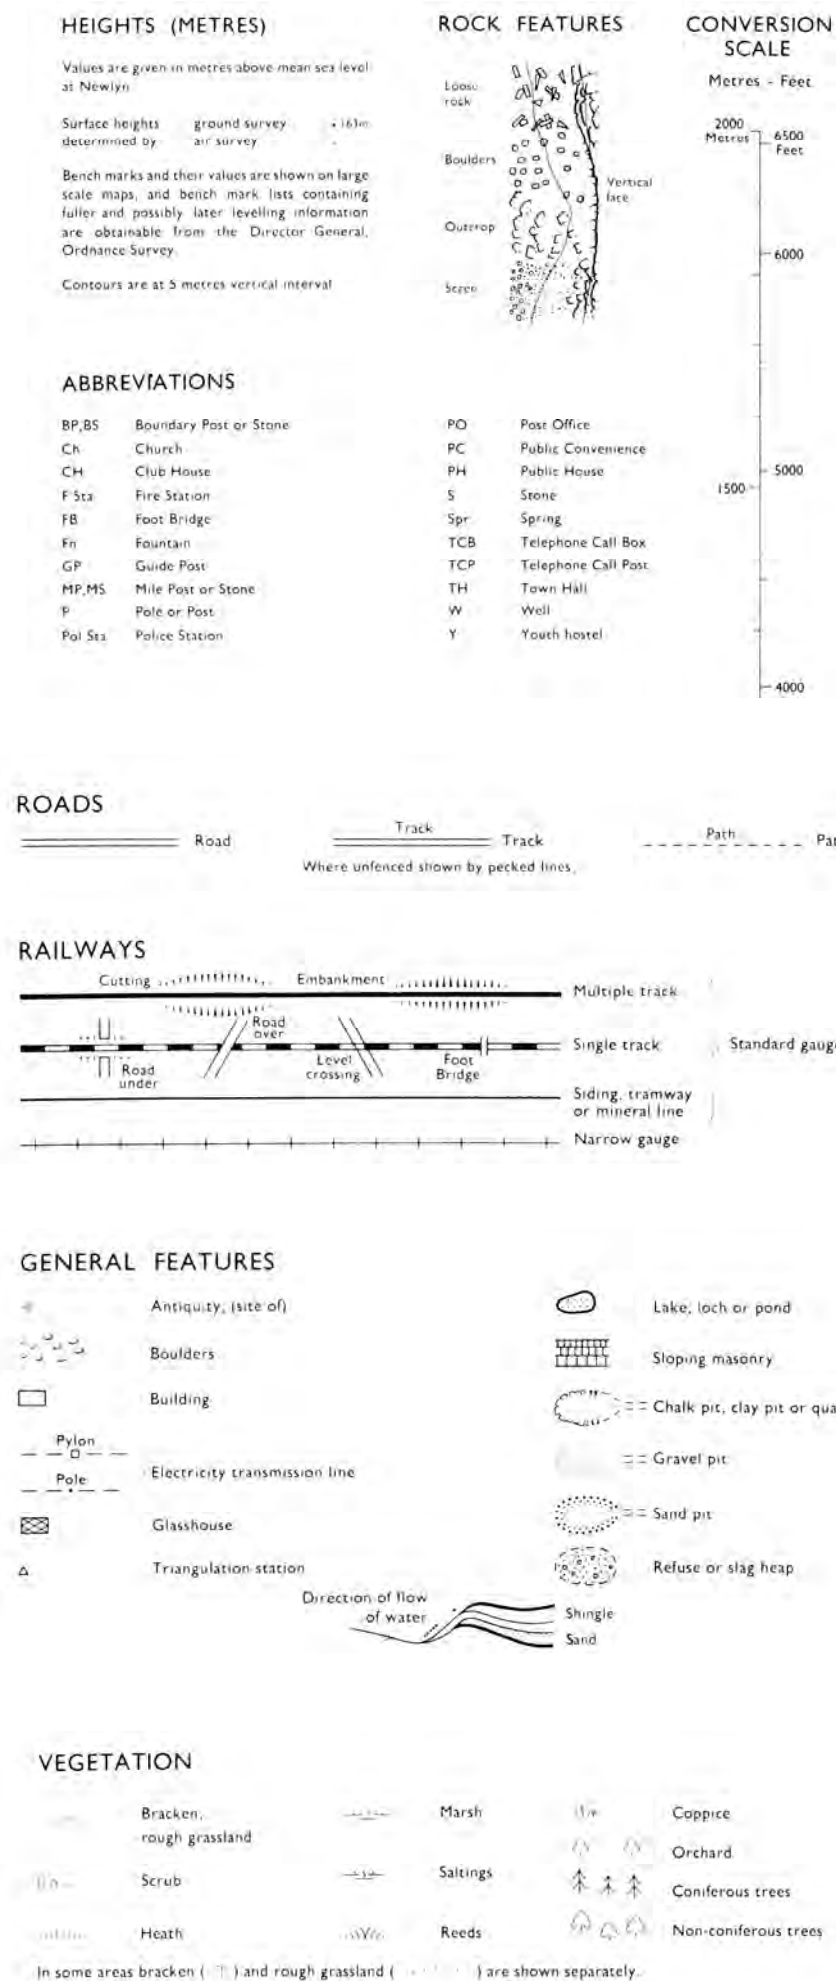 HEIGHTS (METRES)
Values are given in metres above mean sea level
at Newlyn
Surface heights ground survey . 163m
determined by air survey .
Bench marks and their values are shown on large
scale maps, and bench mark lists containing
fuller and possibly later levelling information
are obtainable from the Director General,
Ordnance Survey.
Contours are at 5 metres vertical interval
ROCK FEATURES
Loose
rock
Boulders
Vertical
face
Outcrop
Scree
CONVERSION
SCALE
Metres - Feet
2000
Metres
6500
Feet
6000
5000
1500
4000
ABBREVIATIONS
BP,BS Boundary Post or Stone
Ch Church
CH Club House
F Sta Fire Station
FB Foot Bridge
Fn Fountain
GP Guide Post
MP,MS Mile Post or Stone
P Pole or Post
Pol Sta Police Station
PO Post Office
PC Public Convenience
PH Public House
S Stone
Spr Spring
TCB Telephone Call Box
TCP Telephone Call Post
TH Town Hall
W Well
Y Youth hostel
ROADS
Road
Track
Track
Path
Pat
Where unfenced shown by pecked lines.
RAILWAYS
Cutting
Embankment
Multiple track
Road
over
Road
under
Level
crossing
Foot
Bridge
Single track
Standard gauge
Siding, tramway
or mineral line
Narrow gauge
GENERAL FEATURES
Antiquity, (site of)
Boulders
Building
Pylon
Pole
Electricity transmission line
Glasshouse
Triangulation station
Lake, loch or pond
Sloping masonry
Chalk pit, clay pit or qua
Gravel pit
Sand pit
Refuse or slag heap
Direction of flow
of water
Shingle
Sand
VEGETATION
Bracken,
rough grassland
Scrub
Heath
Marsh
Saltings
Reeds
Coppice
Orchard
Coniferous trees
Non-coniferous trees
In some areas bracken ( ) and rough grassland ( ) are shown separately.